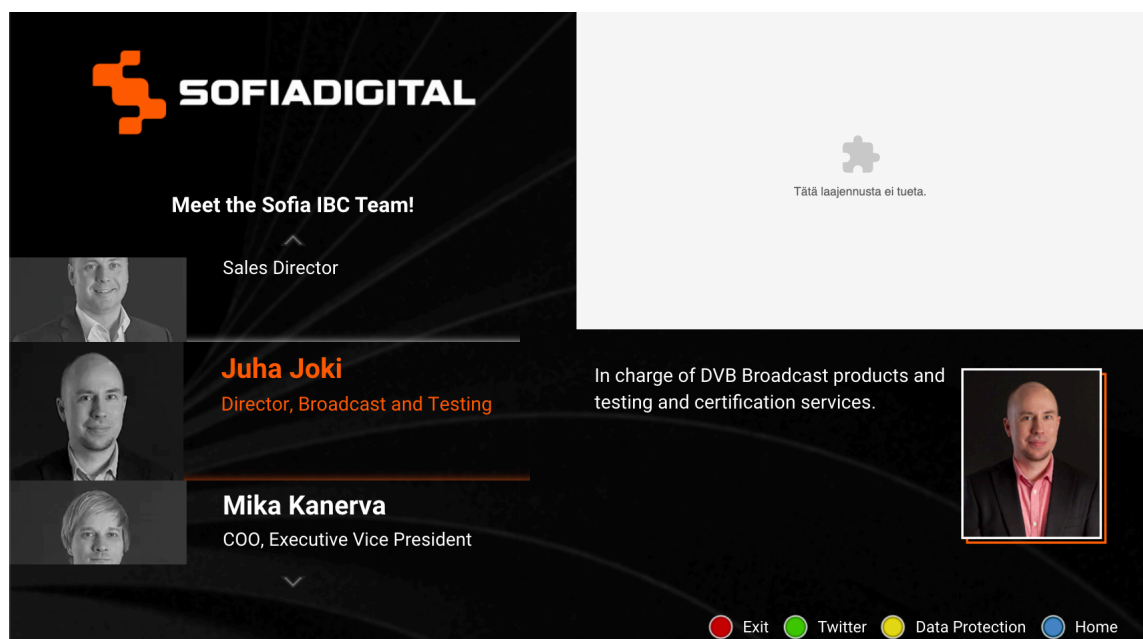 SOFIADIGITAL
Meet the Sofia IBC Team!
Sales Director
Juha Joki
Director, Broadcast and Testing
Mika Kanerva
COO, Executive Vice President
Tätä laajennusta ei tueta.
In charge of DVB Broadcast products and
testing and certification services.
Exit Twitter Data Protection Home